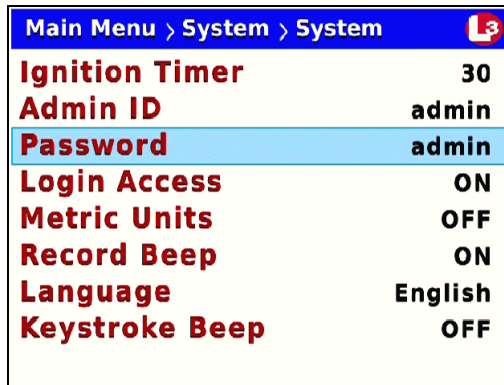 Main Menu > System > System L3
Ignition Timer 30
Admin ID admin
Password admin
Login Access ON
Metric Units OFF
Record Beep ON
Language English
Keystroke Beep OFF